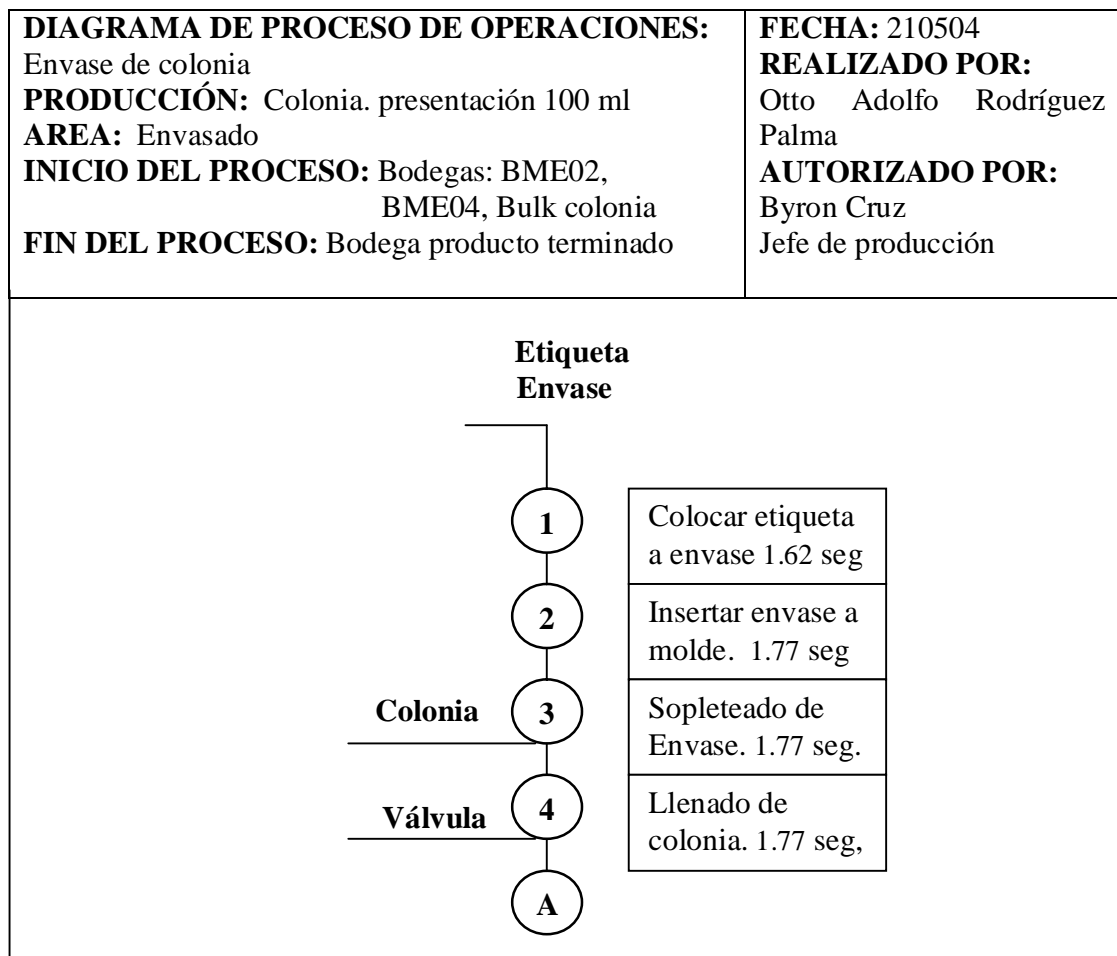 DIAGRAMA DE PROCESO DE OPERACIONES:
Envase de colonia
PRODUCCIÓN: Colonia. presentación 100 ml
AREA: Envasado
INICIO DEL PROCESO: Bodegas: BME02,
BME04, Bulk colonia
FIN DEL PROCESO: Bodega producto terminado
FECHA: 210504
REALIZADO POR:
Otto Adolfo Rodríguez
Palma
AUTORIZADO POR:
Byron Cruz
Jefe de producción
Etiqueta
Envase
1
Colocar etiqueta
a envase 1.62 seg
2
Insertar envase a
molde. 1.77 seg
Colonia
3
Sopleteado de
Envase. 1.77 seg.
Válvula
4
Llenado de
colonia. 1.77 seg,
A